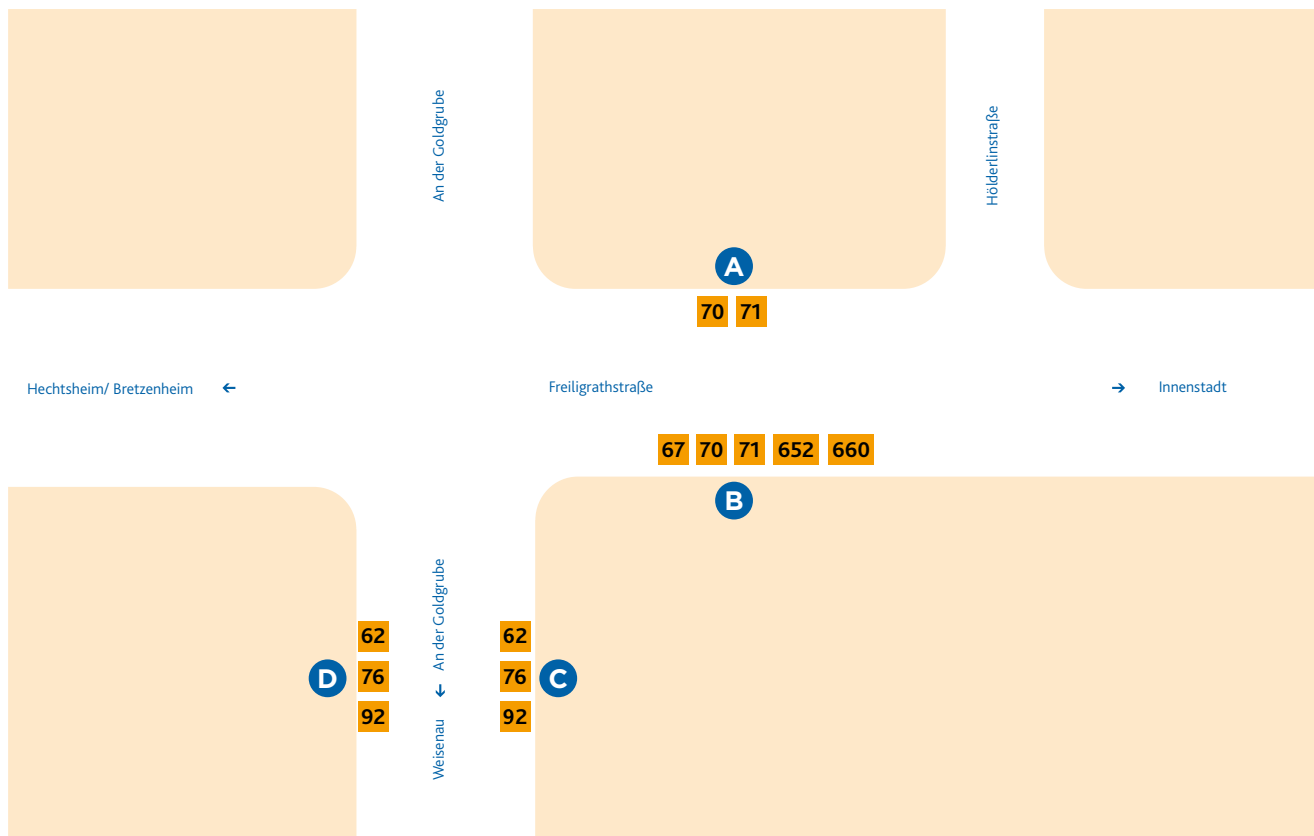 An der Goldgrube
Hölderlinstraße
A
70 71
Hechtsheim/ Bretzenheim ←
Freiligrathstraße
→ Innenstadt
67 70 71 652 660
B
Weisenau ← An der Goldgrube
D
62
76
92
62
76
92
C